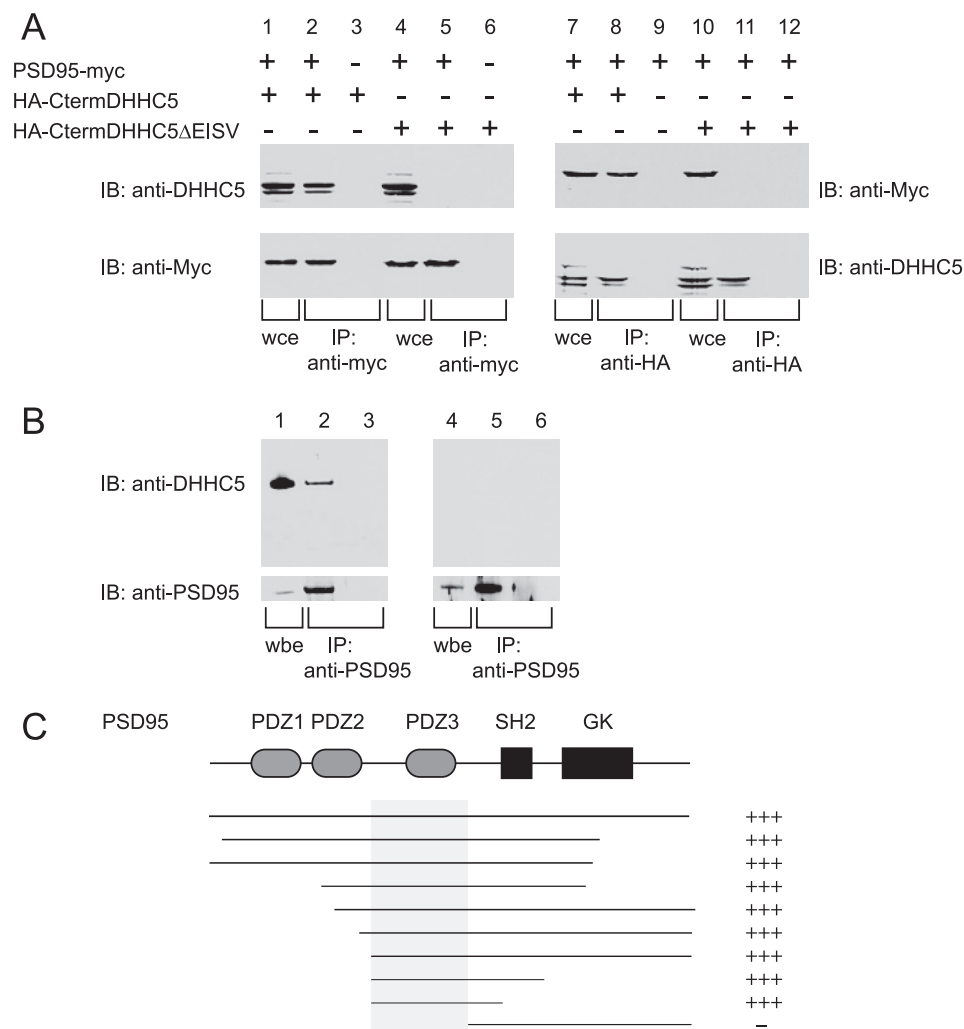 A
1 2 3 4 5 6 7 8 9 10 11 12
PSD95-myc + + - + + - + + + + + +
HA-CtermDHHC5 + + + - - - + + - - - -
HA-CtermDHHC5ΔEISV - - - + + + - - - + + +
IB: anti-DHHC5
IB: anti-Myc
IB: anti-Myc
IB: anti-DHHC5
wce IP: anti-myc wce IP: anti-myc wce IP: anti-HA wce IP: anti-HA
B
1 2 3 4 5 6
IB: anti-DHHC5
IB: anti-PSD95
wbe IP: anti-PSD95 wbe IP: anti-PSD95
C
PSD95 PDZ1 PDZ2 PDZ3 SH2 GK
+++
+++
+++
+++
+++
+++
+++
+++
+++
–